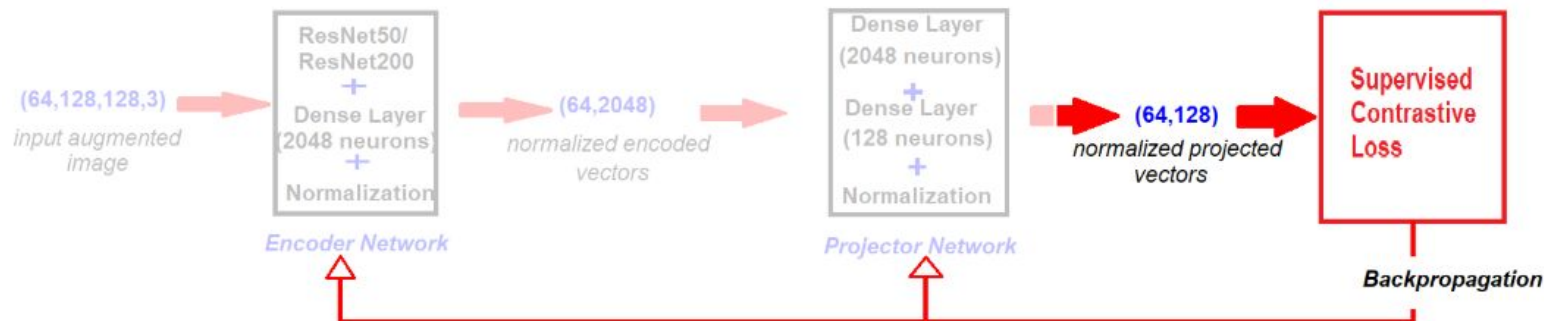 (64,128,128,3)
input augmented
image
ResNet50/
ResNet200
+
Dense Layer
(2048 neurons)
+
Normalization
Encoder Network
(64,2048)
normalized encoded
vectors
Dense Layer
(2048 neurons)
+
Dense Layer
(128 neurons)
+
Normalization
Projector Network
(64,128)
normalized projected
vectors
Supervised
Contrastive
Loss
Backpropagation